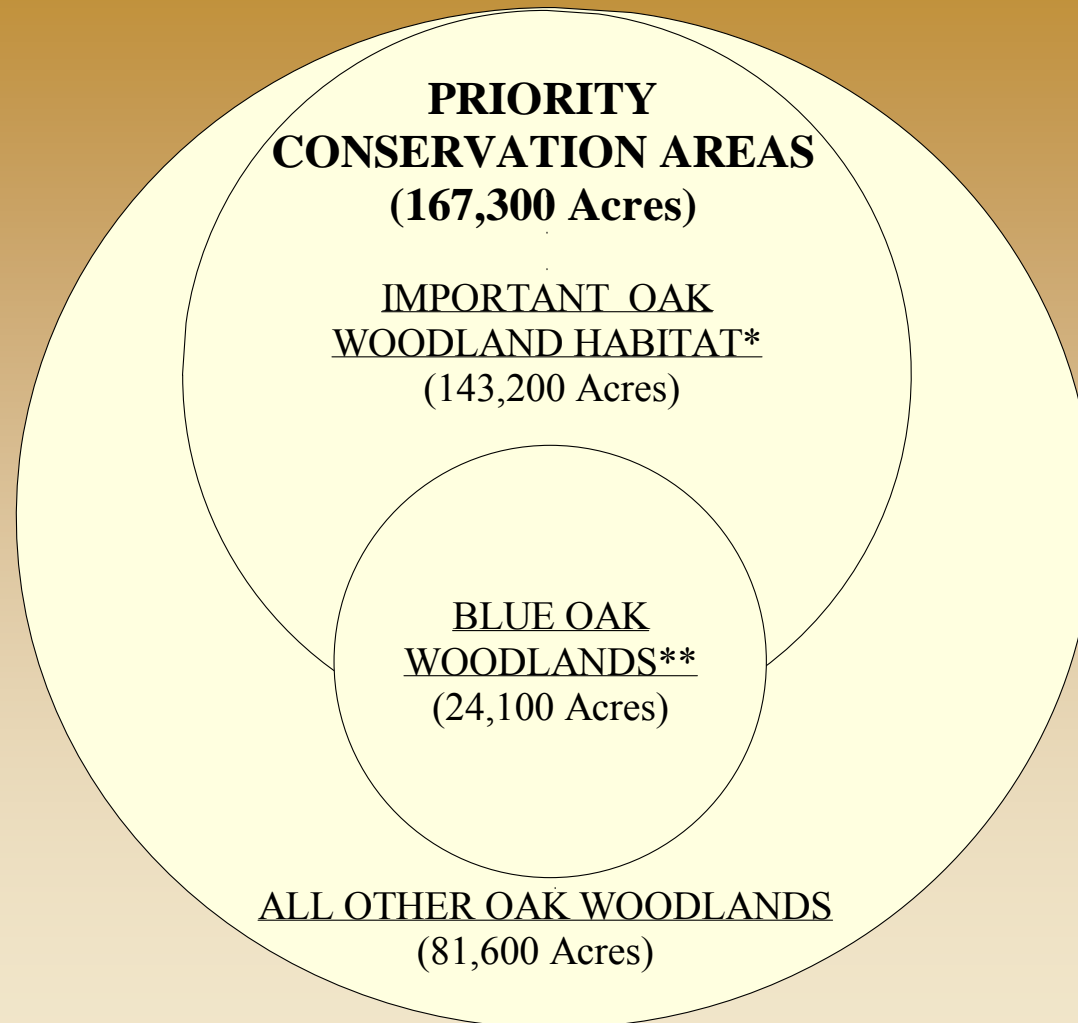 PRIORITY
CONSERVATION AREAS
(167,300 Acres)
IMPORTANT OAK
WOODLAND HABITAT*
(143,200 Acres)
BLUE OAK
WOODLANDS**
(24,100 Acres)
ALL OTHER OAK WOODLANDS
(81,600 Acres)